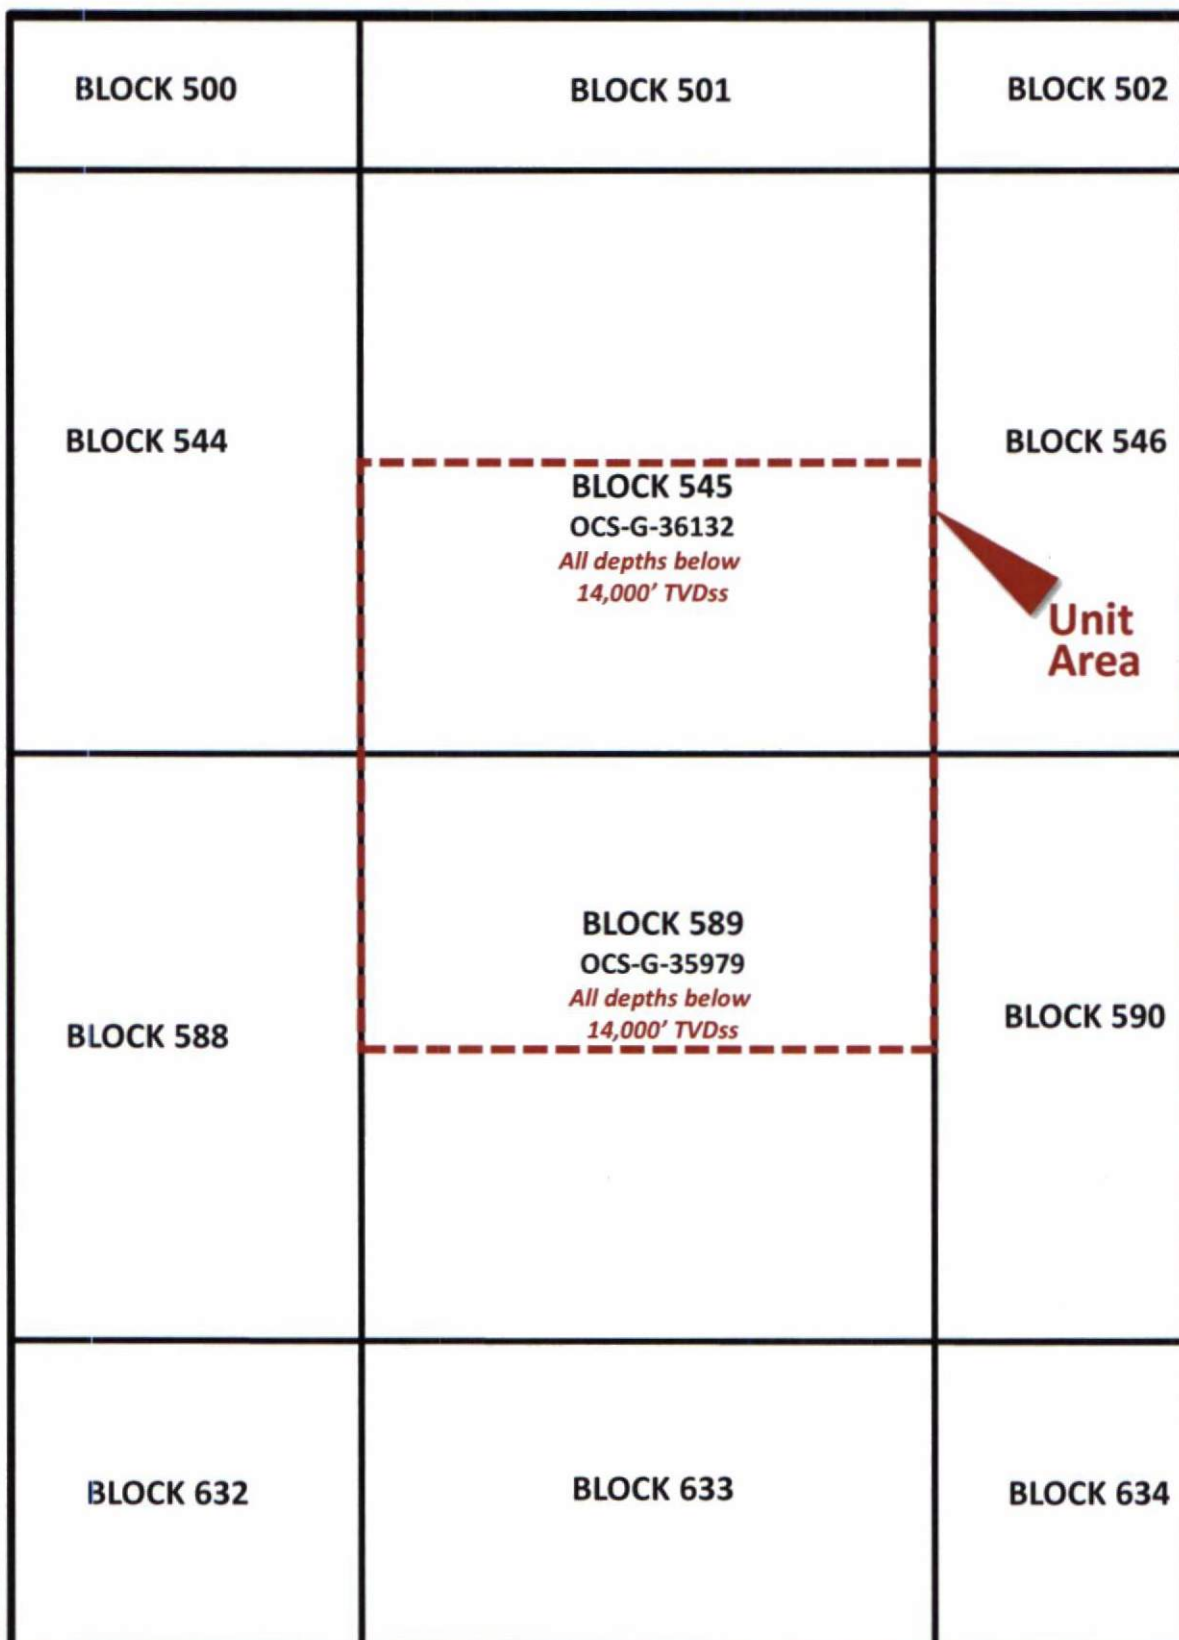 BLOCK 500
BLOCK 501
BLOCK 502
BLOCK 544
BLOCK 546
BLOCK 545
OCS-G-36132
All depths below
14,000’ TVDss
Unit
Area
BLOCK 589
OCS-G-35979
All depths below
14,000’ TVDss
BLOCK 588
BLOCK 590
BLOCK 632
BLOCK 633
BLOCK 634